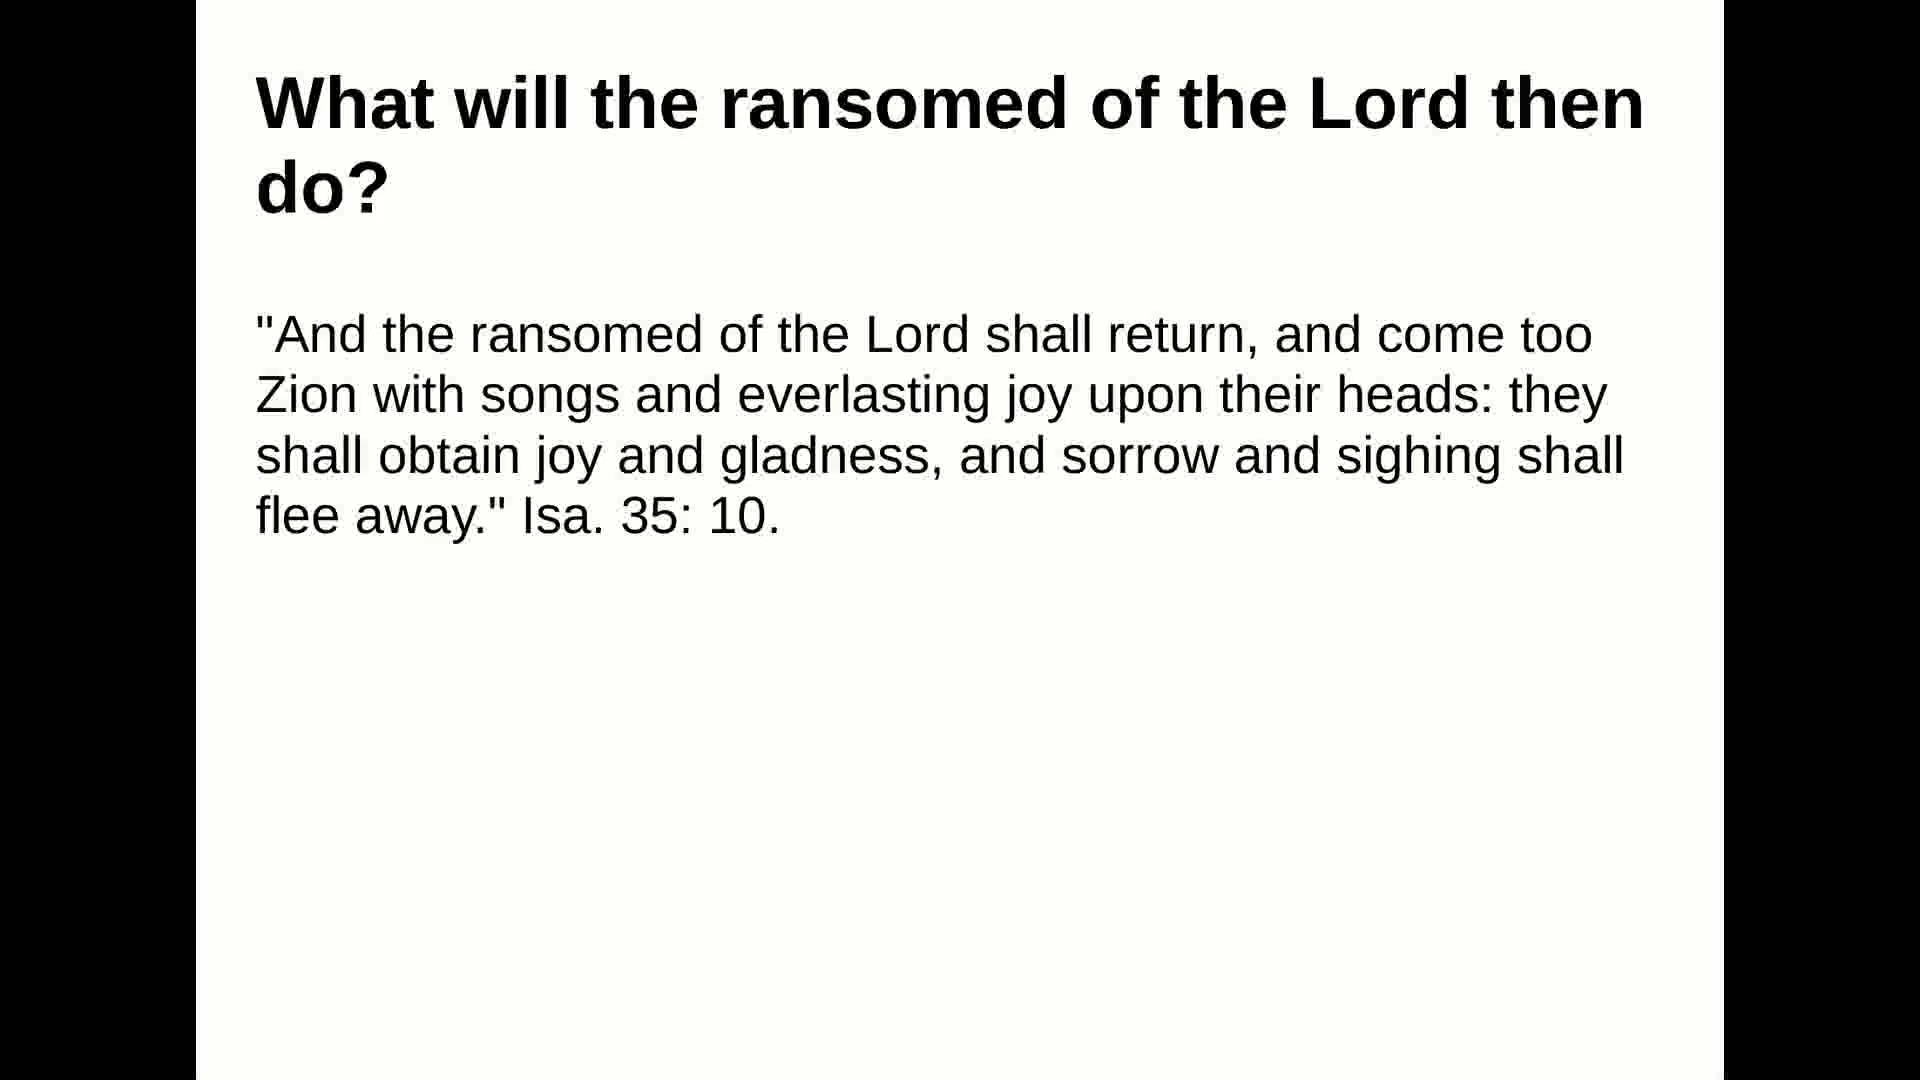 What will the ransomed of the Lord then
do?
"And the ransomed of the Lord shall return, and come too
Zion with songs and everlasting joy upon their heads: they
shall obtain joy and gladness, and sorrow and sighing shall
flee away." Isa. 35: 10.